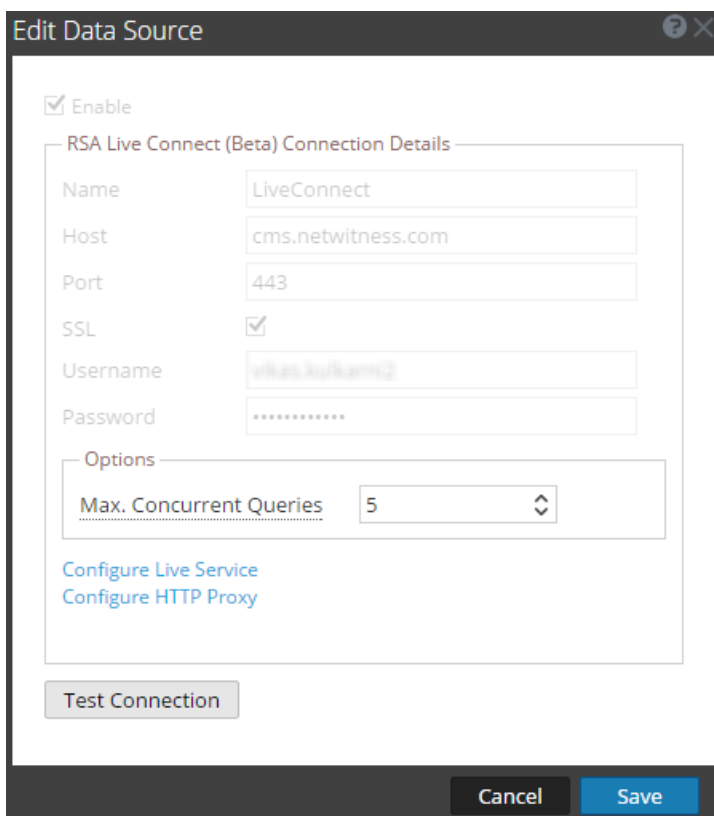 Edit Data Source
Enable
RSA Live Connect (Beta) Connection Details
Name LiveConnect
Host cms.netwitness.com
Port 443
SSL
Username
Password ••••••••••••
Options
Max. Concurrent Queries 5
Configure Live Service
Configure HTTP Proxy
Test Connection
Cancel Save